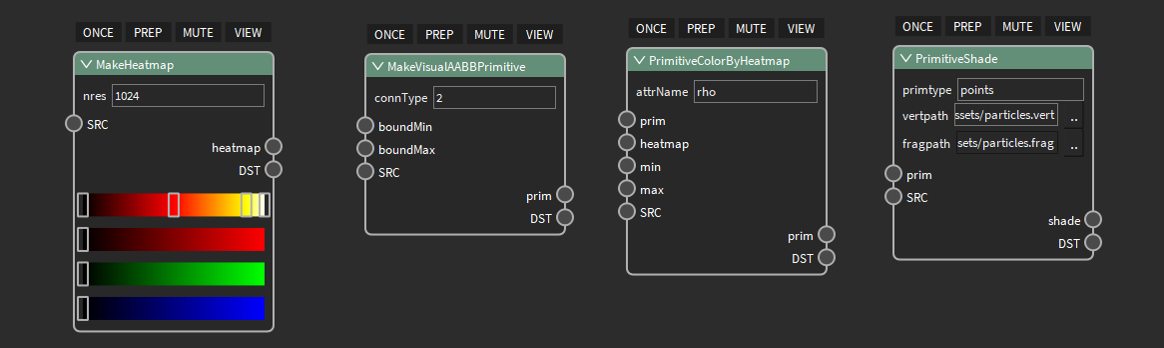 ONCE PREP MUTE VIEW
MakeHeatmap
nres 1024
SRC
heatmap
DST
ONCE PREP MUTE VIEW
MakeVisualAABBPrimitive
connType 2
boundMin
boundMax
SRC
prim
DST
ONCE PREP MUTE VIEW
PrimitiveColorByHeatmap
attrName rho
prim
heatmap
min
max
SRC
prim
DST
ONCE PREP MUTE VIEW
PrimitiveShade
primtype points
vertpath ssets/particles.vert ..
fragpath sets/particles.frag ..
prim
SRC
shade
DST